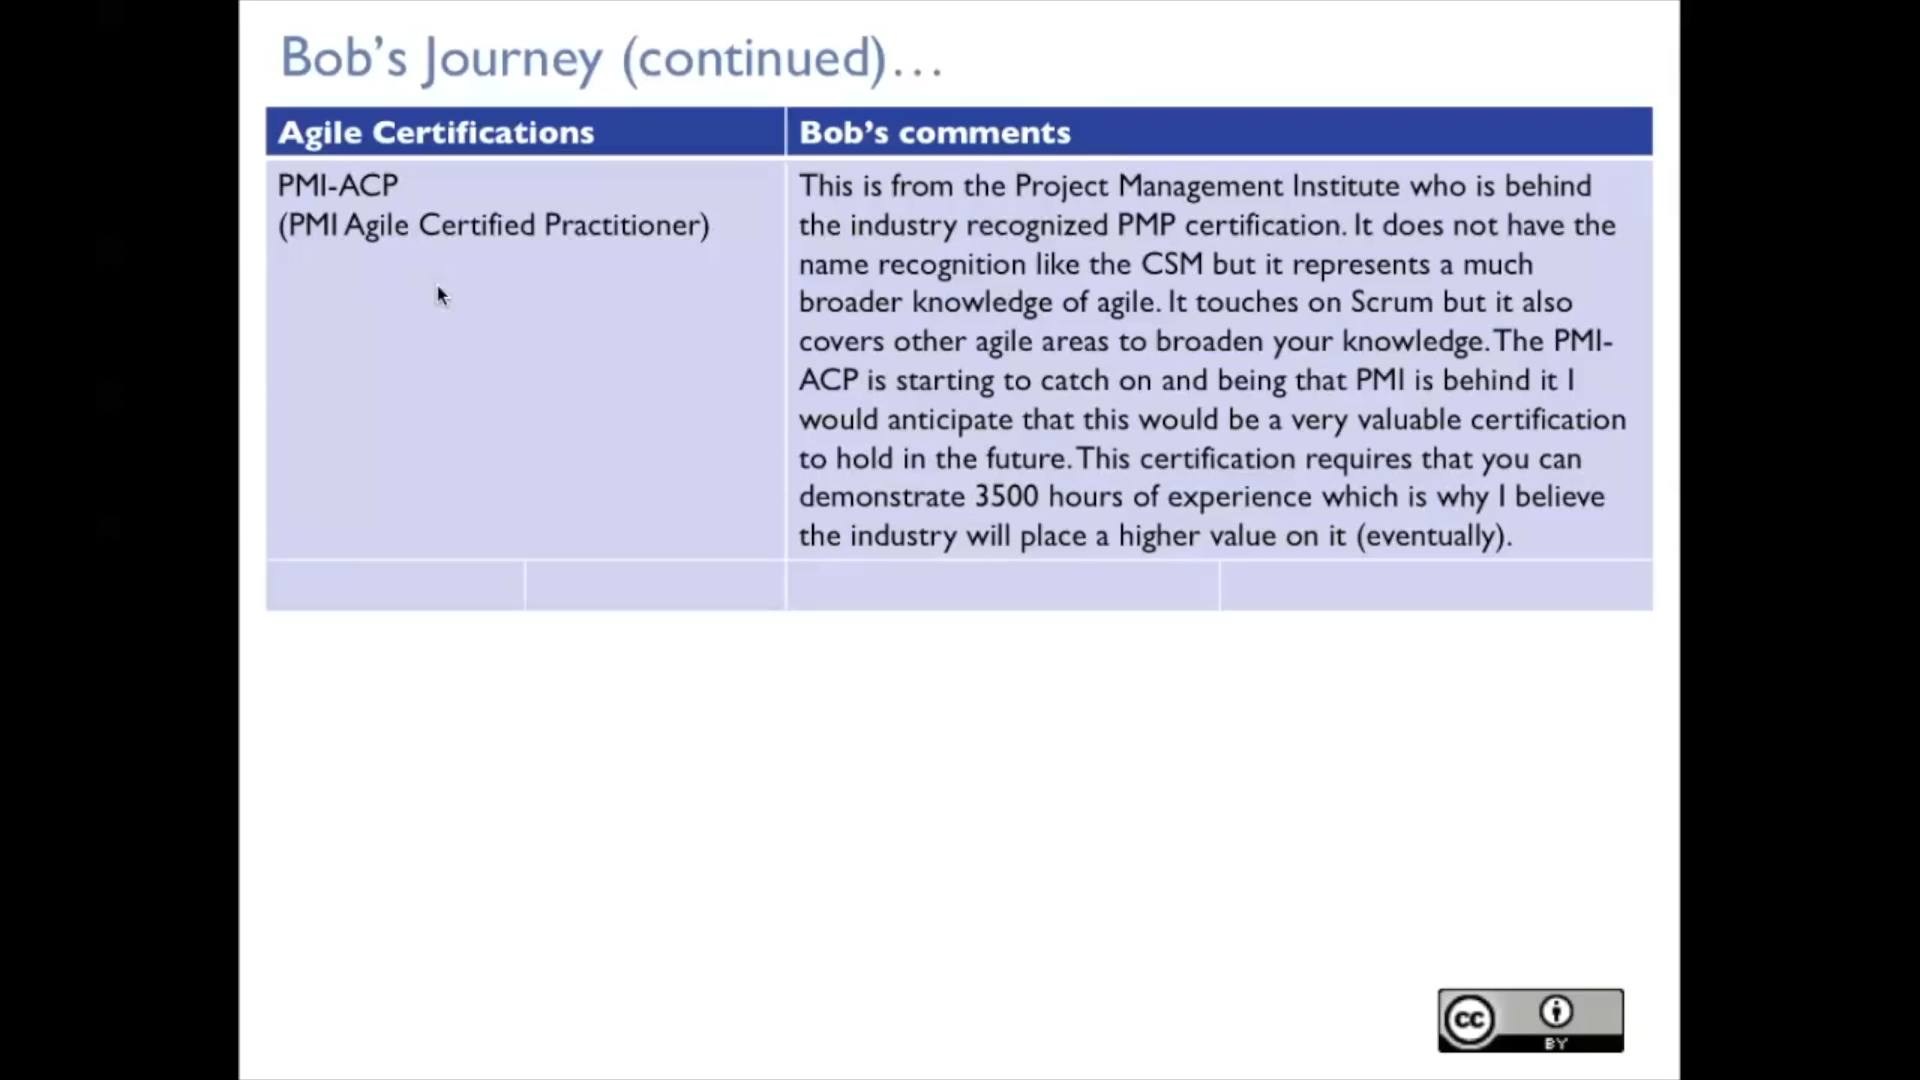 Bob’s Journey (continued)…
Agile Certifications
Bob’s comments
PMI-ACP
(PMI Agile Certified Practitioner)
This is from the Project Management Institute who is behind
the industry recognized PMP certification. It does not have the
name recognition like the CSM but it represents a much
broader knowledge of agile. It touches on Scrum but it also
covers other agile areas to broaden your knowledge. The PMI-
ACP is starting to catch on and being that PMI is behind it I
would anticipate that this would be a very valuable certification
to hold in the future. This certification requires that you can
demonstrate 3500 hours of experience which is why I believe
the industry will place a higher value on it (eventually).
cc
BY